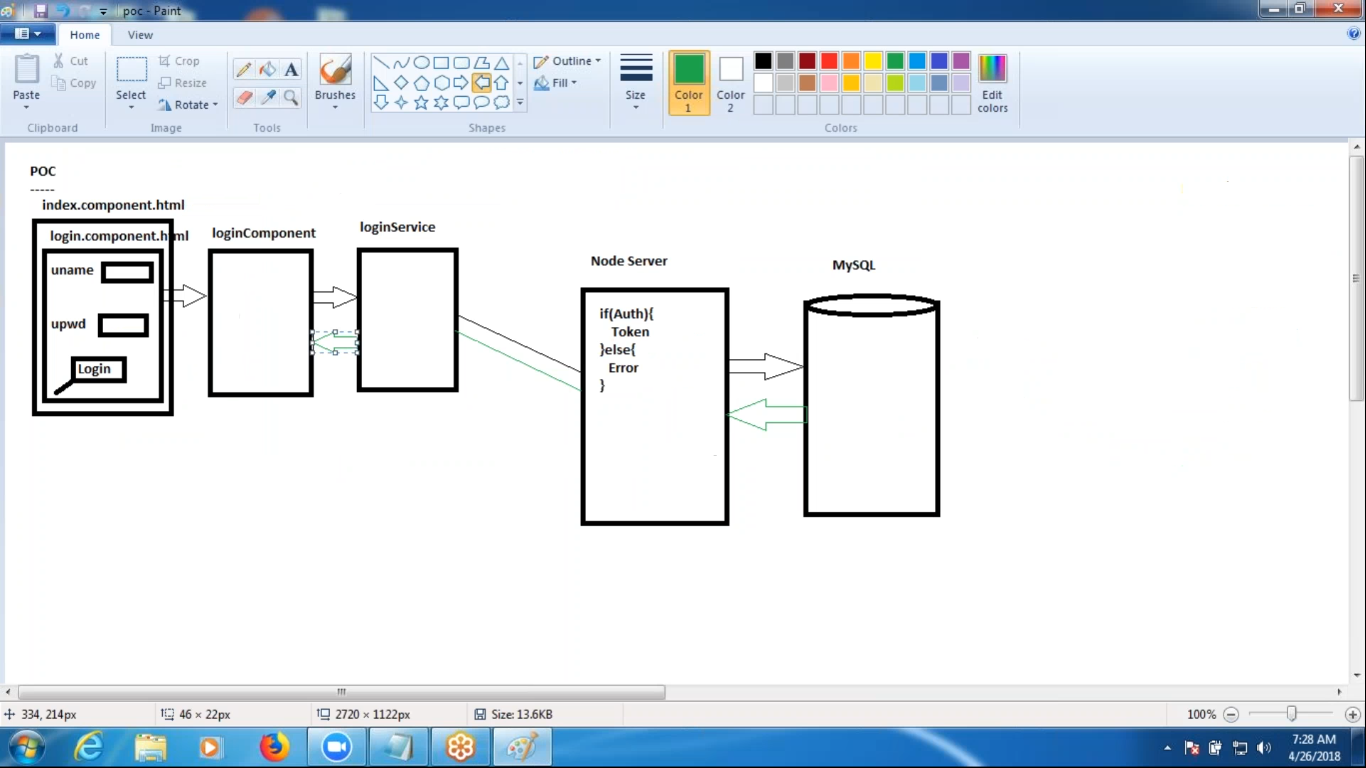 poc - Paint
Home
View
Paste
Cut
Copy
Clipboard
Select
Crop
Resize
Rotate
Image
A
Tools
Brushes
Shapes
Outline
Fill
Size
Color 1
Color 2
Edit colors
Colors
POC
-----
index.component.html
login.component.html
uname
upwd
Login
loginComponent
loginService
Node Server
if(Auth){
Token
}else{
Error
}
MySQL
334, 214px
46 × 22px
2720 × 1122px
Size: 13.6KB
100%
7:28 AM
4/26/2018